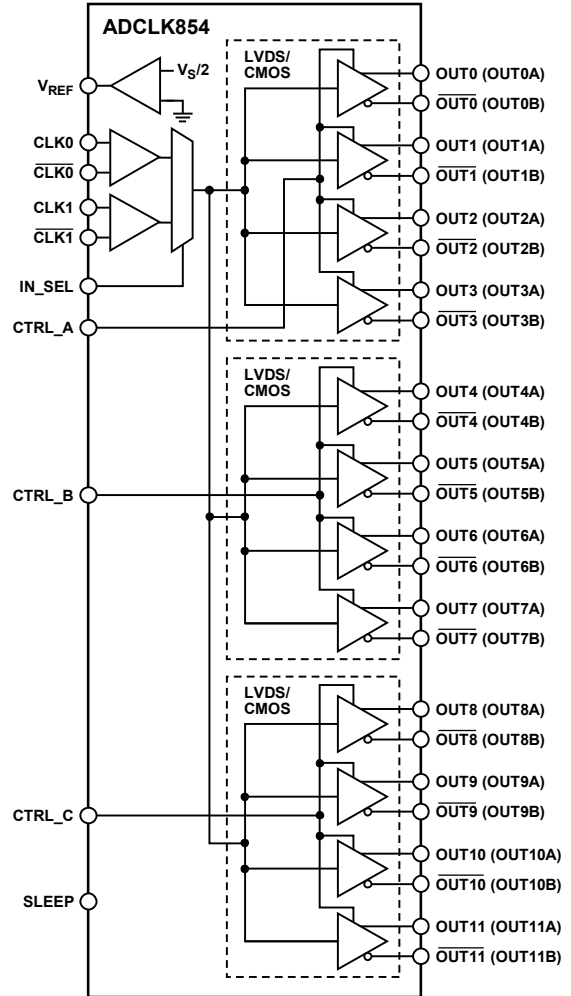 ADCLK854
LVDS/
CMOS
VREF
VS/2
CLK0
CLK0
CLK1
CLK1
IN_SEL
CTRL_A
OUT0 (OUT0A)
OUT0 (OUT0B)
OUT1 (OUT1A)
OUT1 (OUT1B)
OUT2 (OUT2A)
OUT2 (OUT2B)
OUT3 (OUT3A)
OUT3 (OUT3B)
LVDS/
CMOS
CTRL_B
OUT4 (OUT4A)
OUT4 (OUT4B)
OUT5 (OUT5A)
OUT5 (OUT5B)
OUT6 (OUT6A)
OUT6 (OUT6B)
OUT7 (OUT7A)
OUT7 (OUT7B)
LVDS/
CMOS
CTRL_C
SLEEP
OUT8 (OUT8A)
OUT8 (OUT8B)
OUT9 (OUT9A)
OUT9 (OUT9B)
OUT10 (OUT10A)
OUT10 (OUT10B)
OUT11 (OUT11A)
OUT11 (OUT11B)